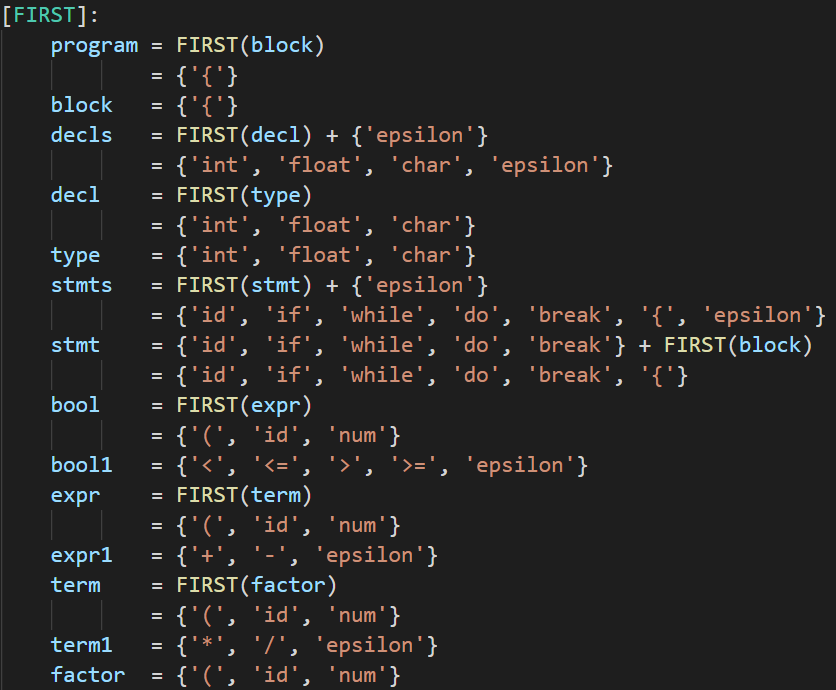 [FIRST]:
program = FIRST(block)
= {'{'}
block = {'{'}
decls = FIRST(decl) + {'epsilon'}
= {'int', 'float', 'char', 'epsilon'}
decl = FIRST(type)
= {'int', 'float', 'char'}
type = {'int', 'float', 'char'}
stmts = FIRST(stmt) + {'epsilon'}
= {'id', 'if', 'while', 'do', 'break', '{', 'epsilon'}
stmt = {'id', 'if', 'while', 'do', 'break'} + FIRST(block)
= {'id', 'if', 'while', 'do', 'break', '{'}
bool = FIRST(expr)
= {'(', 'id', 'num'}
bool1 = {'<', '<=', '>', '>=', 'epsilon'}
expr = FIRST(term)
= {'(', 'id', 'num'}
expr1 = {'+', '-', 'epsilon'}
term = FIRST(factor)
= {'(', 'id', 'num'}
term1 = {'*', '/', 'epsilon'}
factor = {'(', 'id', 'num'}